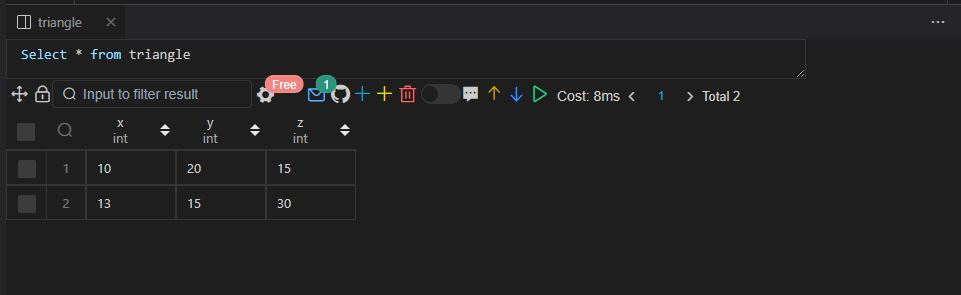 triangle
Select * from triangle
Input to filter result Free 1 Cost: 8ms 1 Total 2
x y z
int int int
1 10 20 15
2 13 15 30